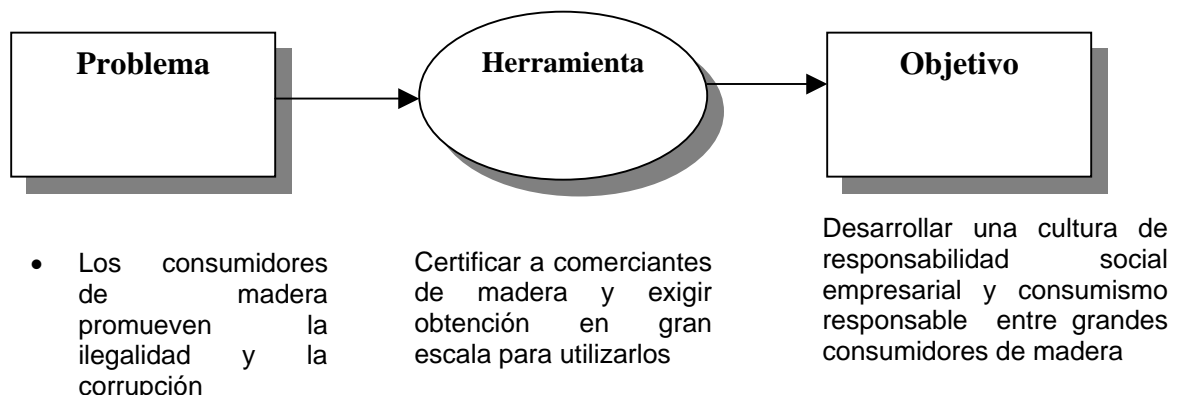 Problema
Herramienta
Objetivo
• Los consumidores
de madera
promueven la
ilegalidad y la
corrupción
Certificar a comerciantes
de madera y exigir
obtención en gran
escala para utilizarlos
Desarrollar una cultura de
responsabilidad social
empresarial y consumismo
responsable entre grandes
consumidores de madera